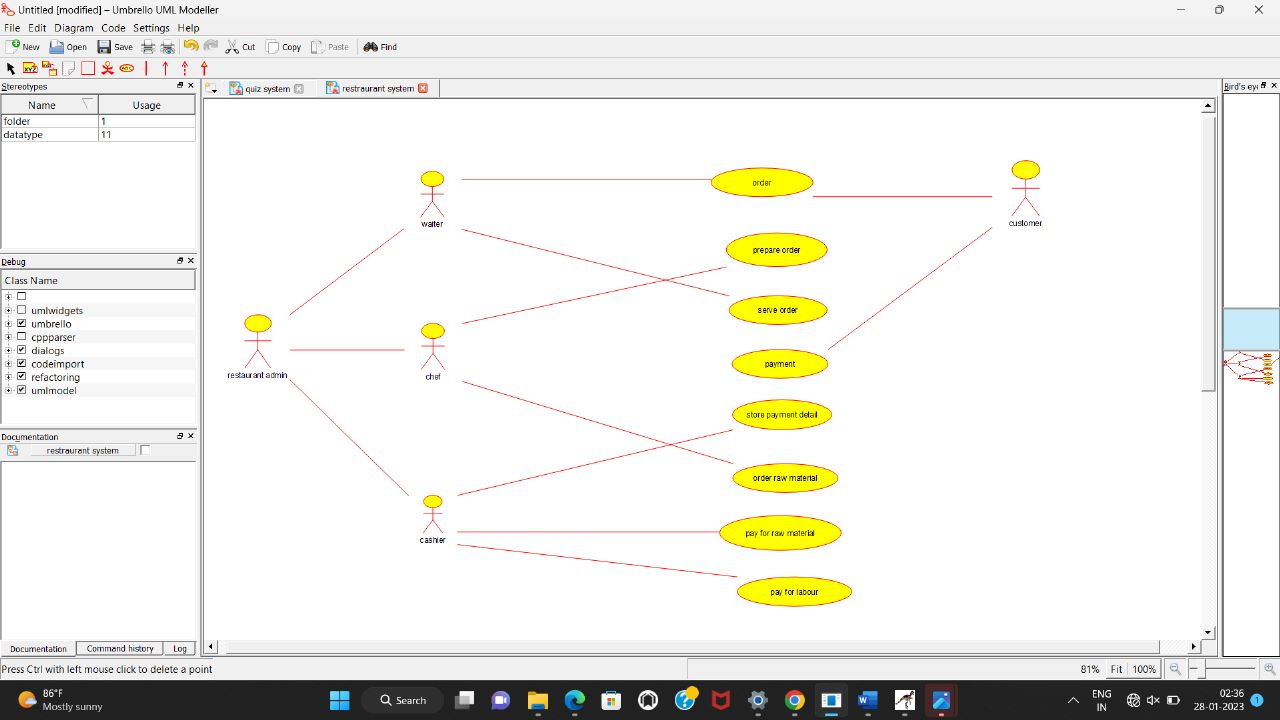 Untitled [modified] – Umbrello UML Modeller
File Edit Diagram Code Settings Help
New Open Save Cut Copy Paste Find
XYZ
Stereotypes
Name Usage
folder 1
datatype 11
Debug
Class Name
umlwidgets
umbrello
cppparser
dialogs
codeimport
refactoring
umlmodel
Documentation
restraurant system
Documentation Command history Log
quiz system restraurant system
Bird's eye
waiter
order
customer
prepare order
serve order
restaurant admin
chef
payment
store payment detail
order raw material
cashier
pay for raw material
pay for labour
Press Ctrl with left mouse click to delete a point
81% Fit 100%
86°F
Mostly sunny
Search
ENG
IN
02:36
28-01-2023
1